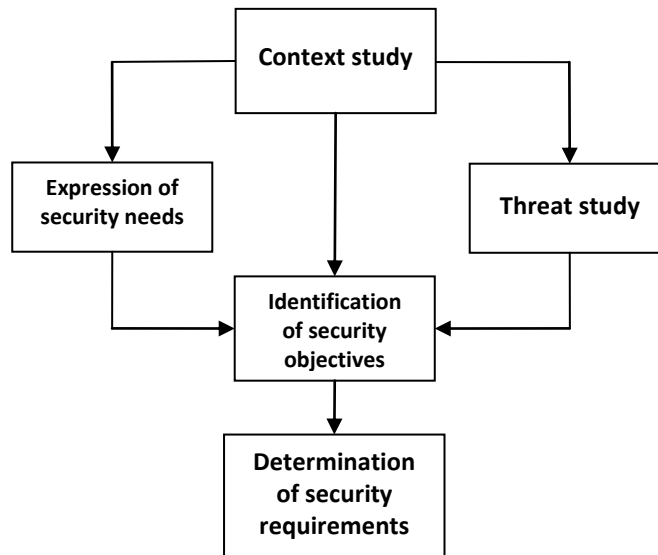 Context study
Expression of
security needs
Threat study
Identification
of security
objectives
Determination
of security
requirements